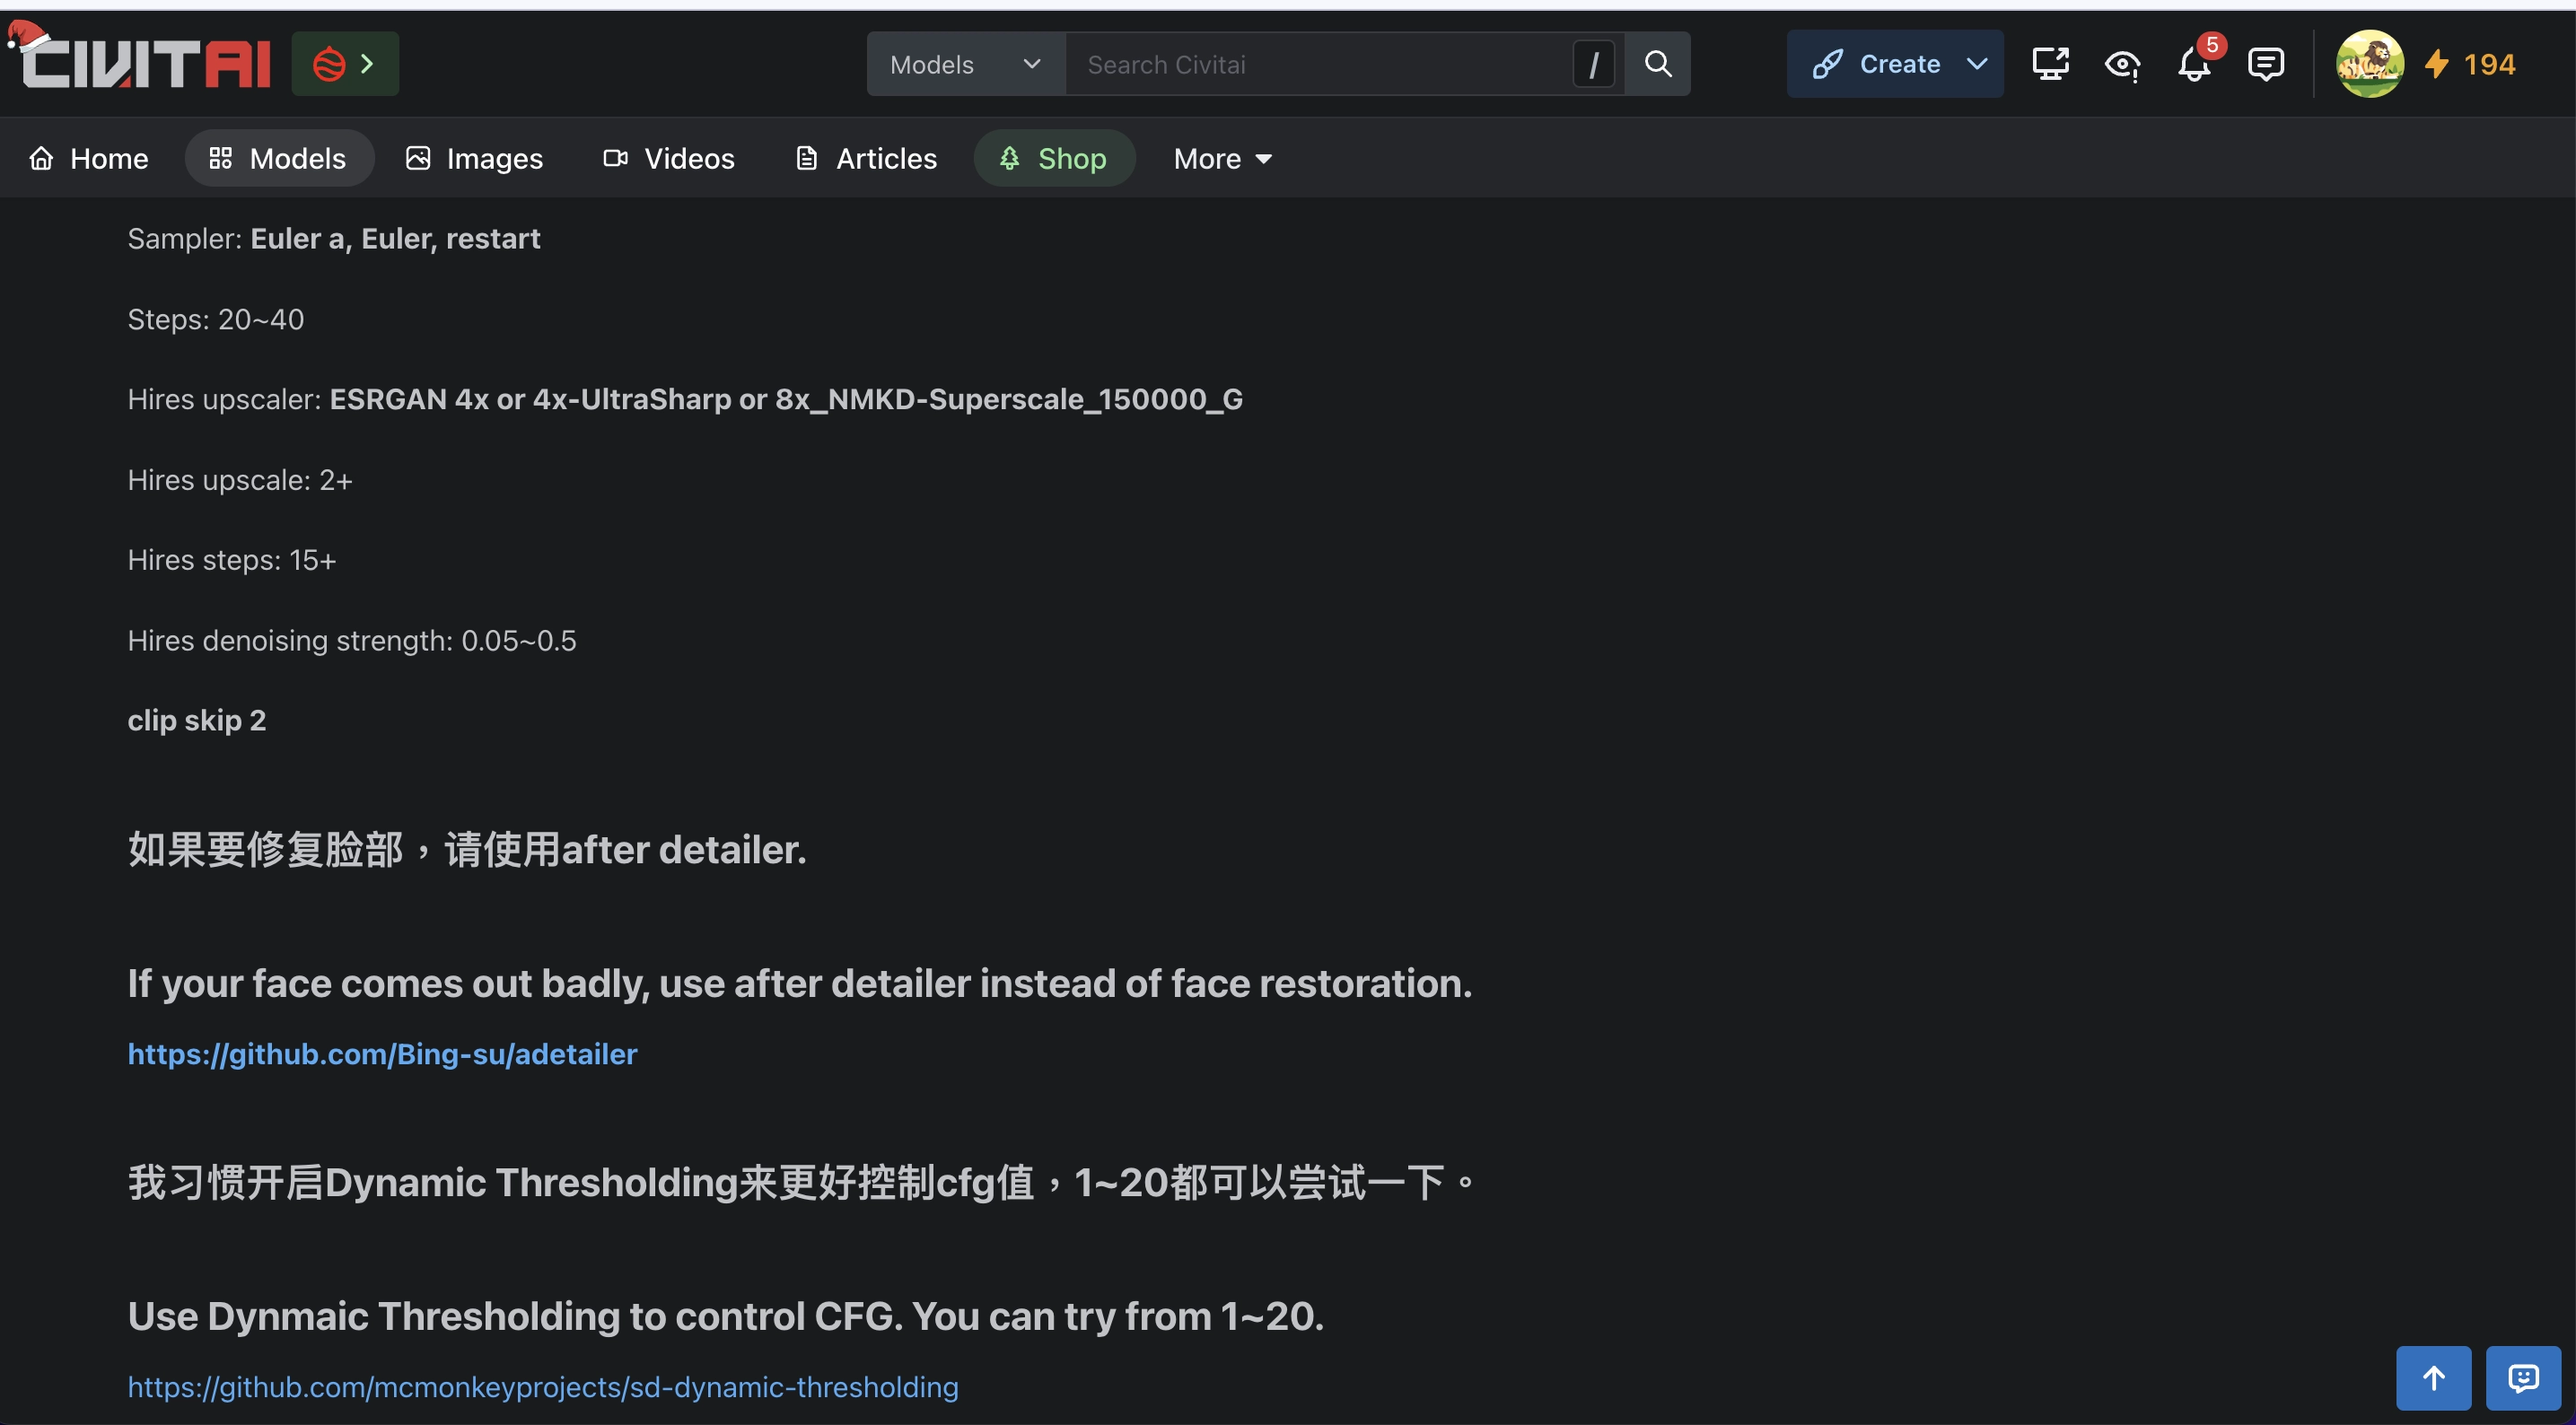 CIVITAI
Models
Search Civitai
/
Create
5
194
Home
Models
Images
Videos
Articles
Shop
More
Sampler: Euler a, Euler, restart
Steps: 20~40
Hires upscaler: ESRGAN 4x or 4x-UltraSharp or 8x_NMKD-Superscale_150000_G
Hires upscale: 2+
Hires steps: 15+
Hires denoising strength: 0.05~0.5
clip skip 2
如果要修复脸部，请使用after detailer.
If your face comes out badly, use after detailer instead of face restoration.
https://github.com/Bing-su/adetailer
我习惯开启Dynamic Thresholding来更好控制cfg值，1~20都可以尝试一下。
Use Dynmaic Thresholding to control CFG. You can try from 1~20.
https://github.com/mcmonkeyprojects/sd-dynamic-thresholding